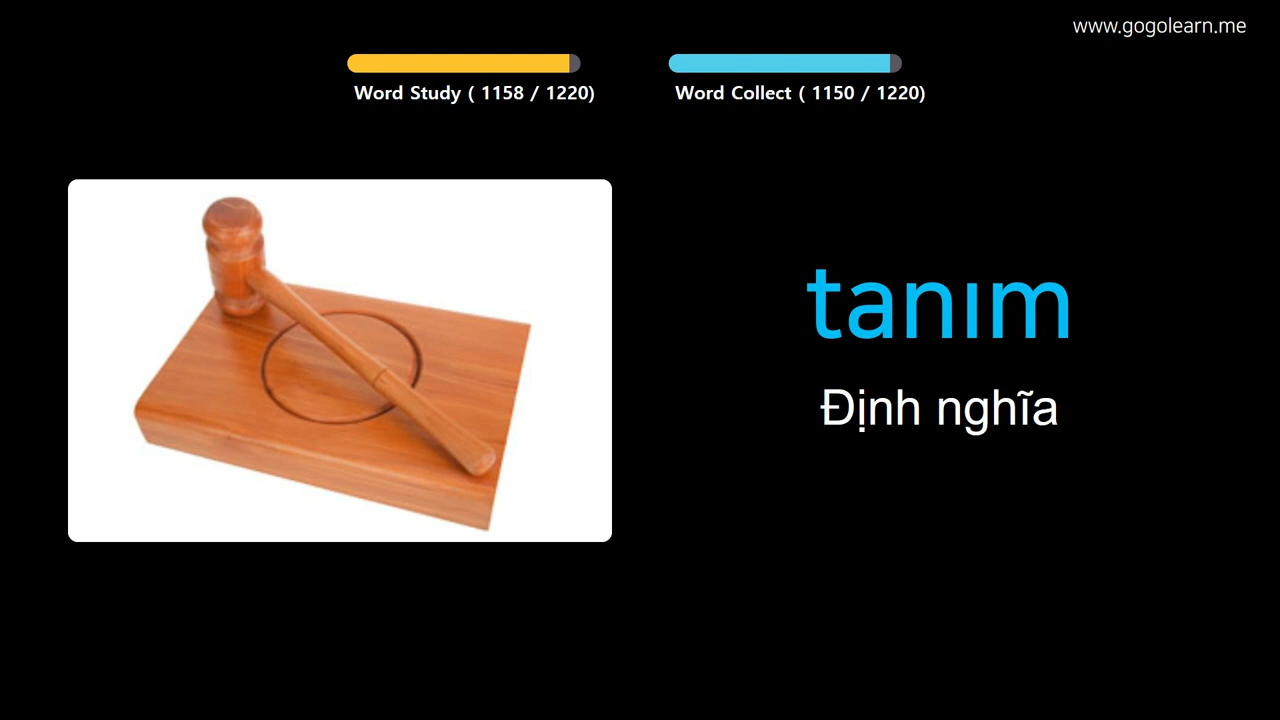 www.gogolearn.me
Word Study ( 1158 / 1220)
Word Collect ( 1150 / 1220)
tanım
Định nghĩa